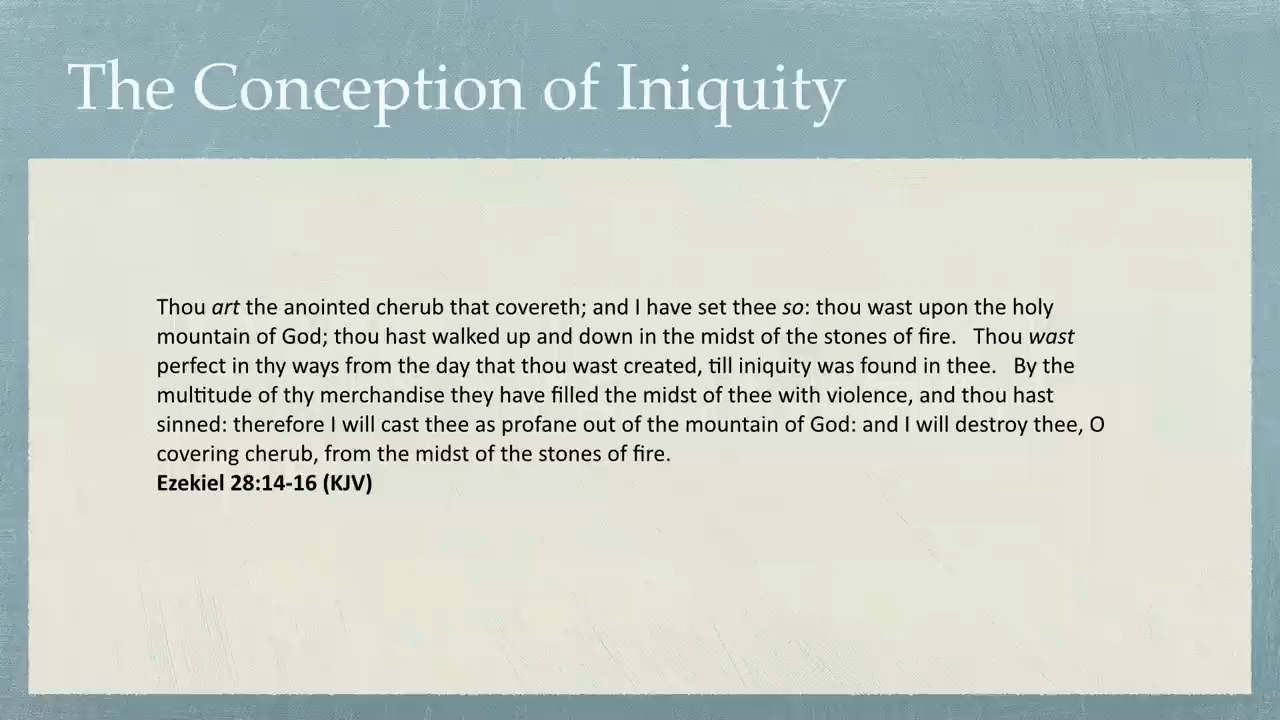 The Conception of Iniquity
Thou art the anointed cherub that covereth; and I have set thee so: thou wast upon the holy
mountain of God; thou hast walked up and down in the midst of the stones of fire.   Thou wast
perfect in thy ways from the day that thou wast created, till iniquity was found in thee.   By the
multitude of thy merchandise they have filled the midst of thee with violence, and thou hast
sinned: therefore I will cast thee as profane out of the mountain of God: and I will destroy thee, O
covering cherub, from the midst of the stones of fire.
Ezekiel 28:14-16 (KJV)